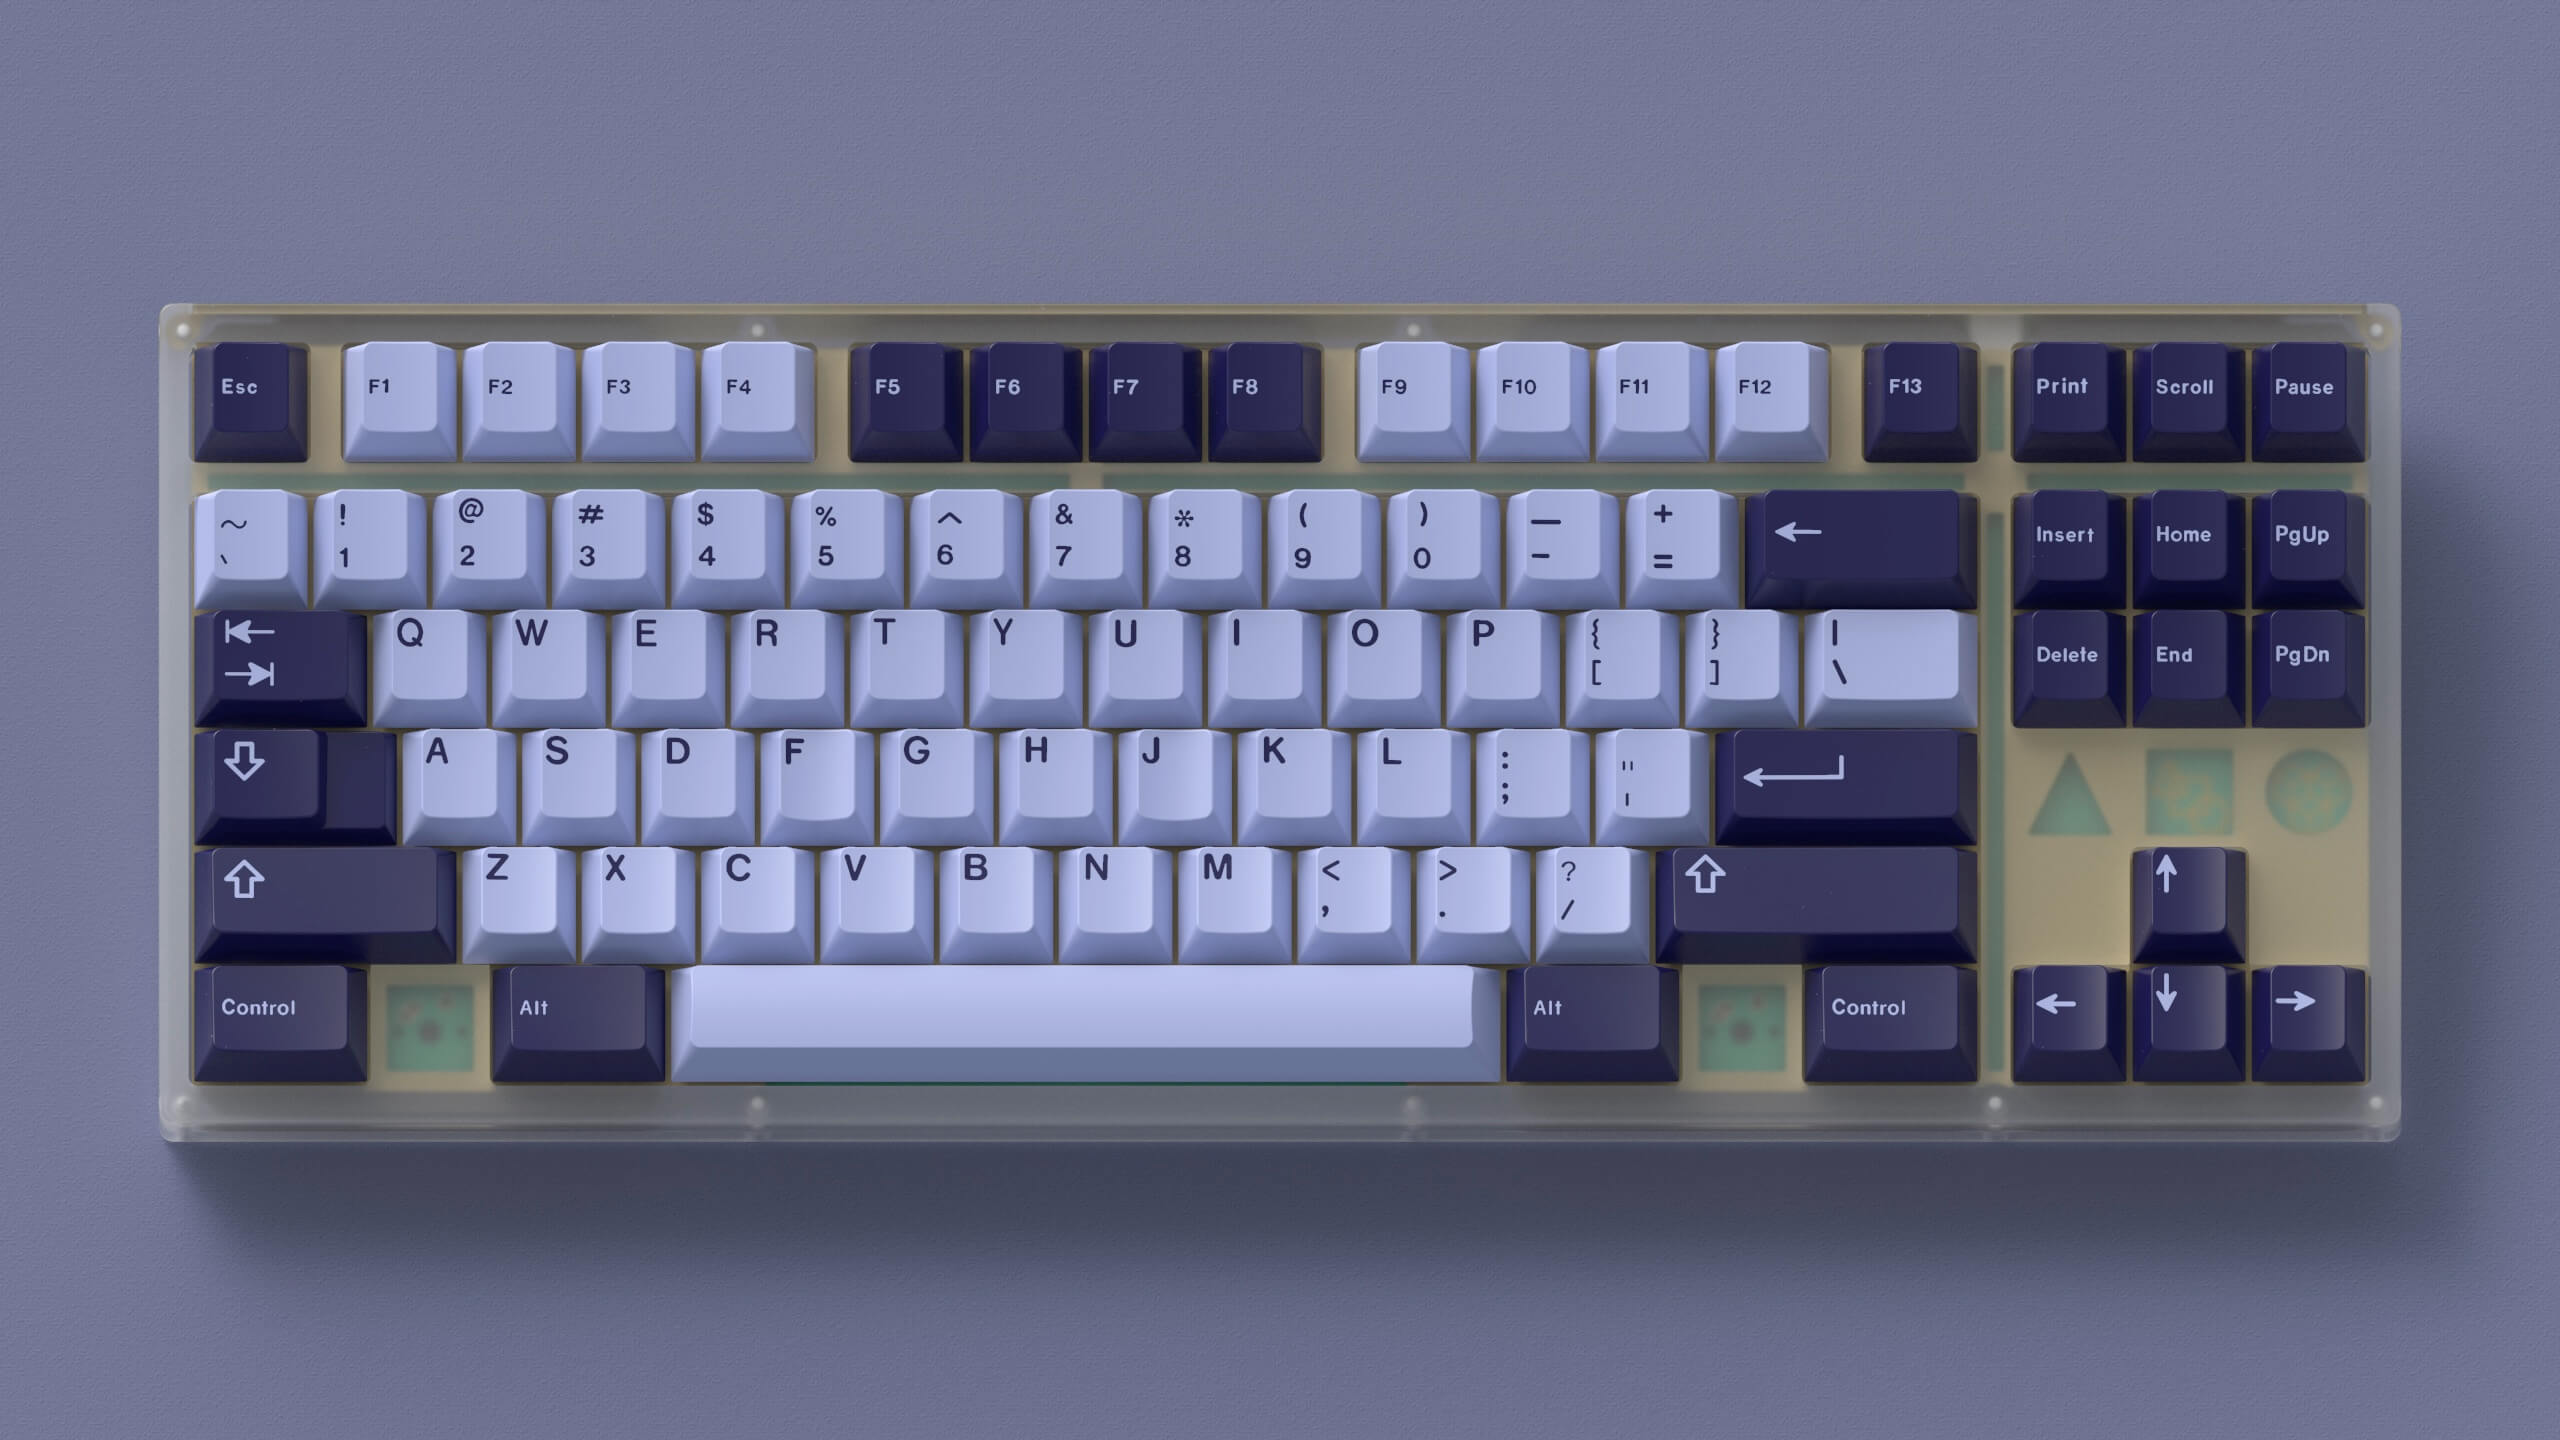 Esc F1 F2 F3 F4 F5 F6 F7 F8 F9 F10 F11 F12 F13 Print Scroll Pause
~ ! @ # $ % ^ & * ( ) — + ←
` 1 2 3 4 5 6 7 8 9 0 - = Insert Home PgUp
⇤ Q W E R T Y U I O P { } |
⇥ [ ] \ Delete End PgDn
⇩ A S D F G H J K L : " ↵
; '
⇧ Z X C V B N M < > ? ⇧ ↑
, . /
Control Alt Alt Control ← ↓ →